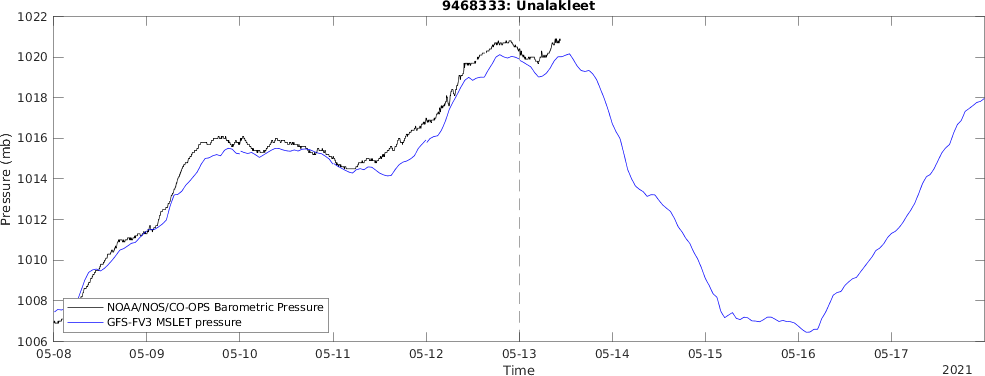 9468333: Unalakleet
1022
1020
1018
1016
1014
1012
1010
1008
1006
Pressure (mb)
NOAA/NOS/CO-OPS Barometric Pressure
GFS-FV3 MSLET pressure
05-08 05-09 05-10 05-11 05-12 05-13 05-14 05-15 05-16 05-17
Time
2021